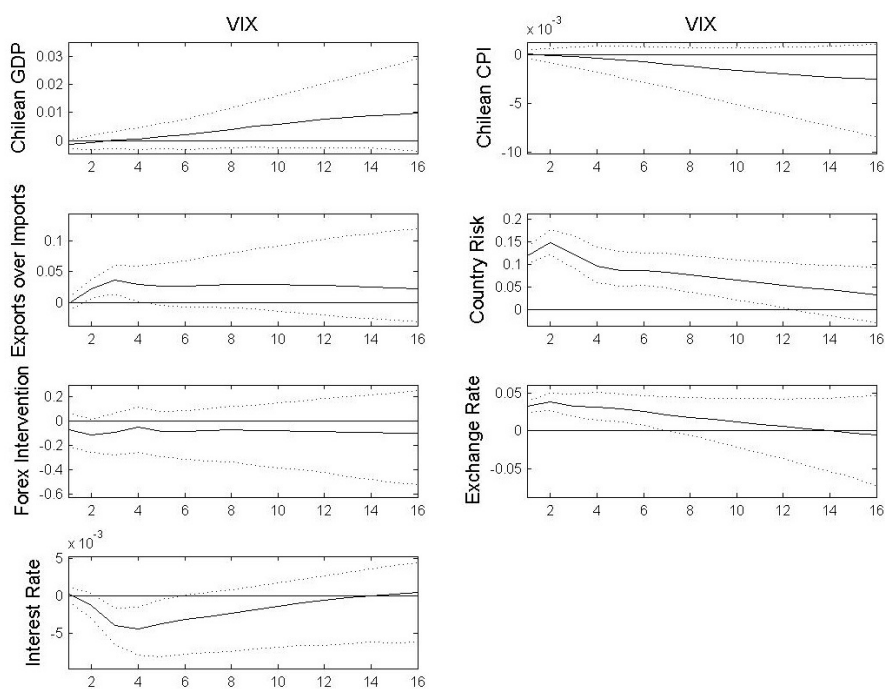 VIX
Chilean GDP
0.03
0.02
0.01
0
2 4 6 8 10 12 14 16
VIX
x 10⁻³
Chilean CPI
0
-5
-10
2 4 6 8 10 12 14 16
Exports over Imports
0.1
0.05
0
2 4 6 8 10 12 14 16
Country Risk
0.2
0.15
0.1
0.05
0
2 4 6 8 10 12 14 16
Forex Intervention
0.2
0
-0.2
-0.4
-0.6
2 4 6 8 10 12 14 16
Exchange Rate
0.05
0
-0.05
2 4 6 8 10 12 14 16
Interest Rate
x 10⁻³
5
0
-5
2 4 6 8 10 12 14 16